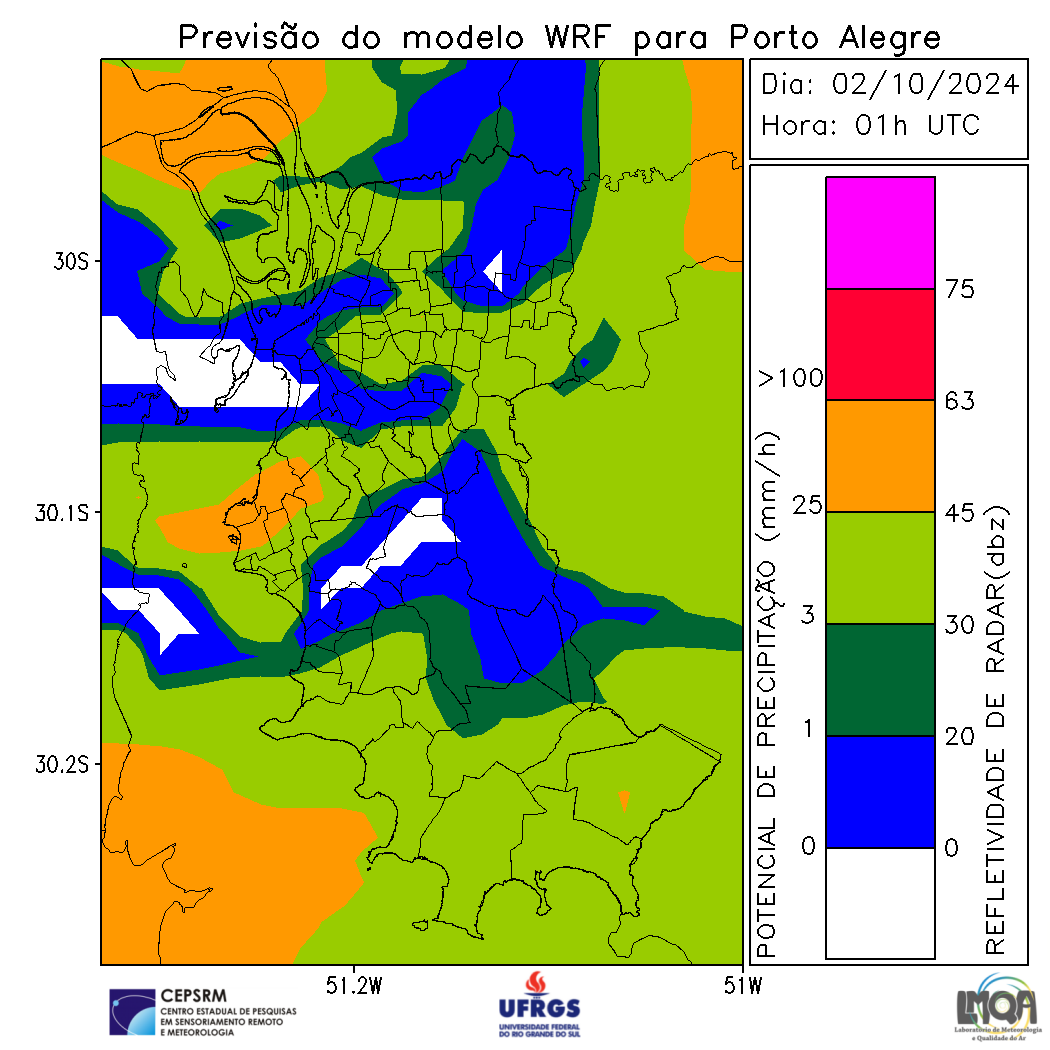 Previsão do modelo WRF para Porto Alegre
Dia: 02/10/2024
Hora: 01h UTC
30S
30.1S
30.2S
51.2W
51W
POTENCIAL DE PRECIPITAÇÃO (mm/h)
>100
25
3
1
0
75
63
45
30
20
0
REFLETIVIDADE DE RADAR(dbz)
CEPSRM
CENTRO ESTADUAL DE PESQUISAS
EM SENSORIAMENTO REMOTO
E METEOROLOGIA
UFRGS
UNIVERSIDADE FEDERAL
DO RIO GRANDE DO SUL
LMQA
Laboratório de Meteorologia
e Qualidade do Ar